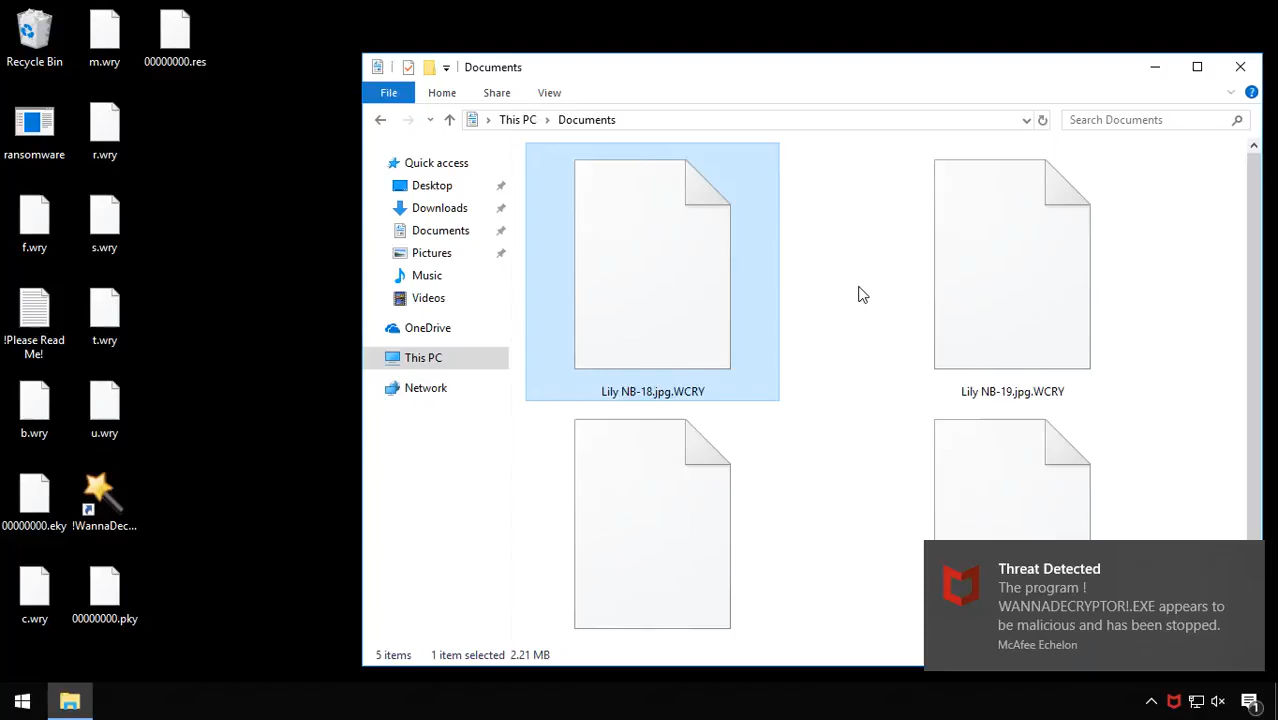 Recycle Bin
m.wry
00000000.res
ransomware
r.wry
f.wry
s.wry
!Please Read
Me!
t.wry
b.wry
u.wry
00000000.eky
!WannaDec...
c.wry
00000000.pky
Documents
File
Home
Share
View
?
This PC
Documents
Search Documents
Quick access
Desktop
Downloads
Documents
Pictures
Music
Videos
OneDrive
This PC
Network
Lily NB-18.jpg.WCRY
Lily NB-19.jpg.WCRY
5 items
1 item selected 2.21 MB
Threat Detected
The program !
WANNADECRYPTOR!.EXE appears to
be malicious and has been stopped.
McAfee Echelon
1